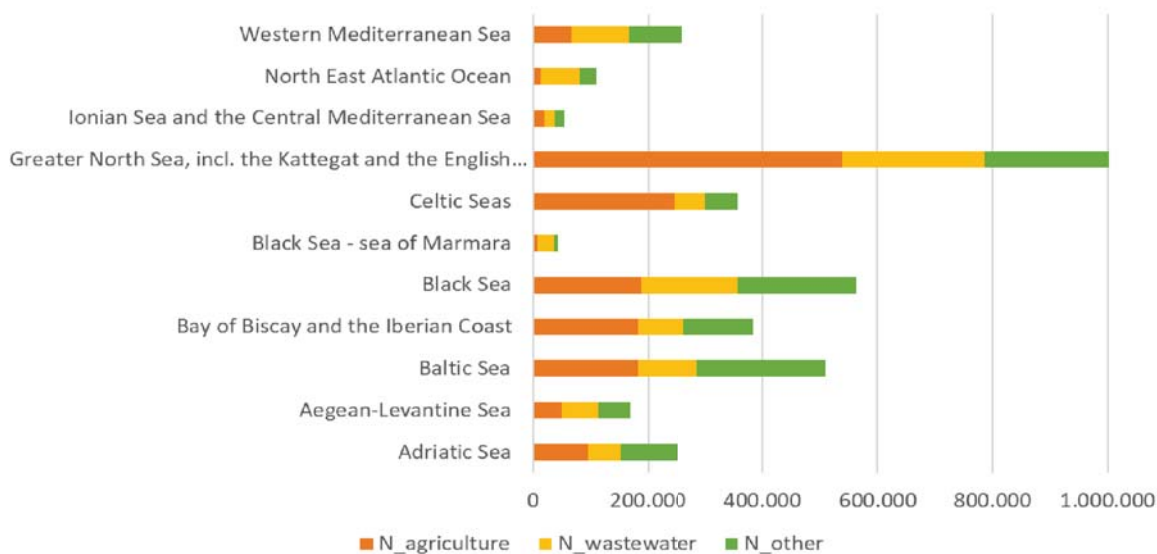 Western Mediterranean Sea
North East Atlantic Ocean
Ionian Sea and the Central Mediterranean Sea
Greater North Sea, incl. the Kattegat and the English...
Celtic Seas
Black Sea - sea of Marmara
Black Sea
Bay of Biscay and the Iberian Coast
Baltic Sea
Aegean-Levantine Sea
Adriatic Sea
0 200.000 400.000 600.000 800.000 1.000.000
N_agriculture N_wastewater N_other